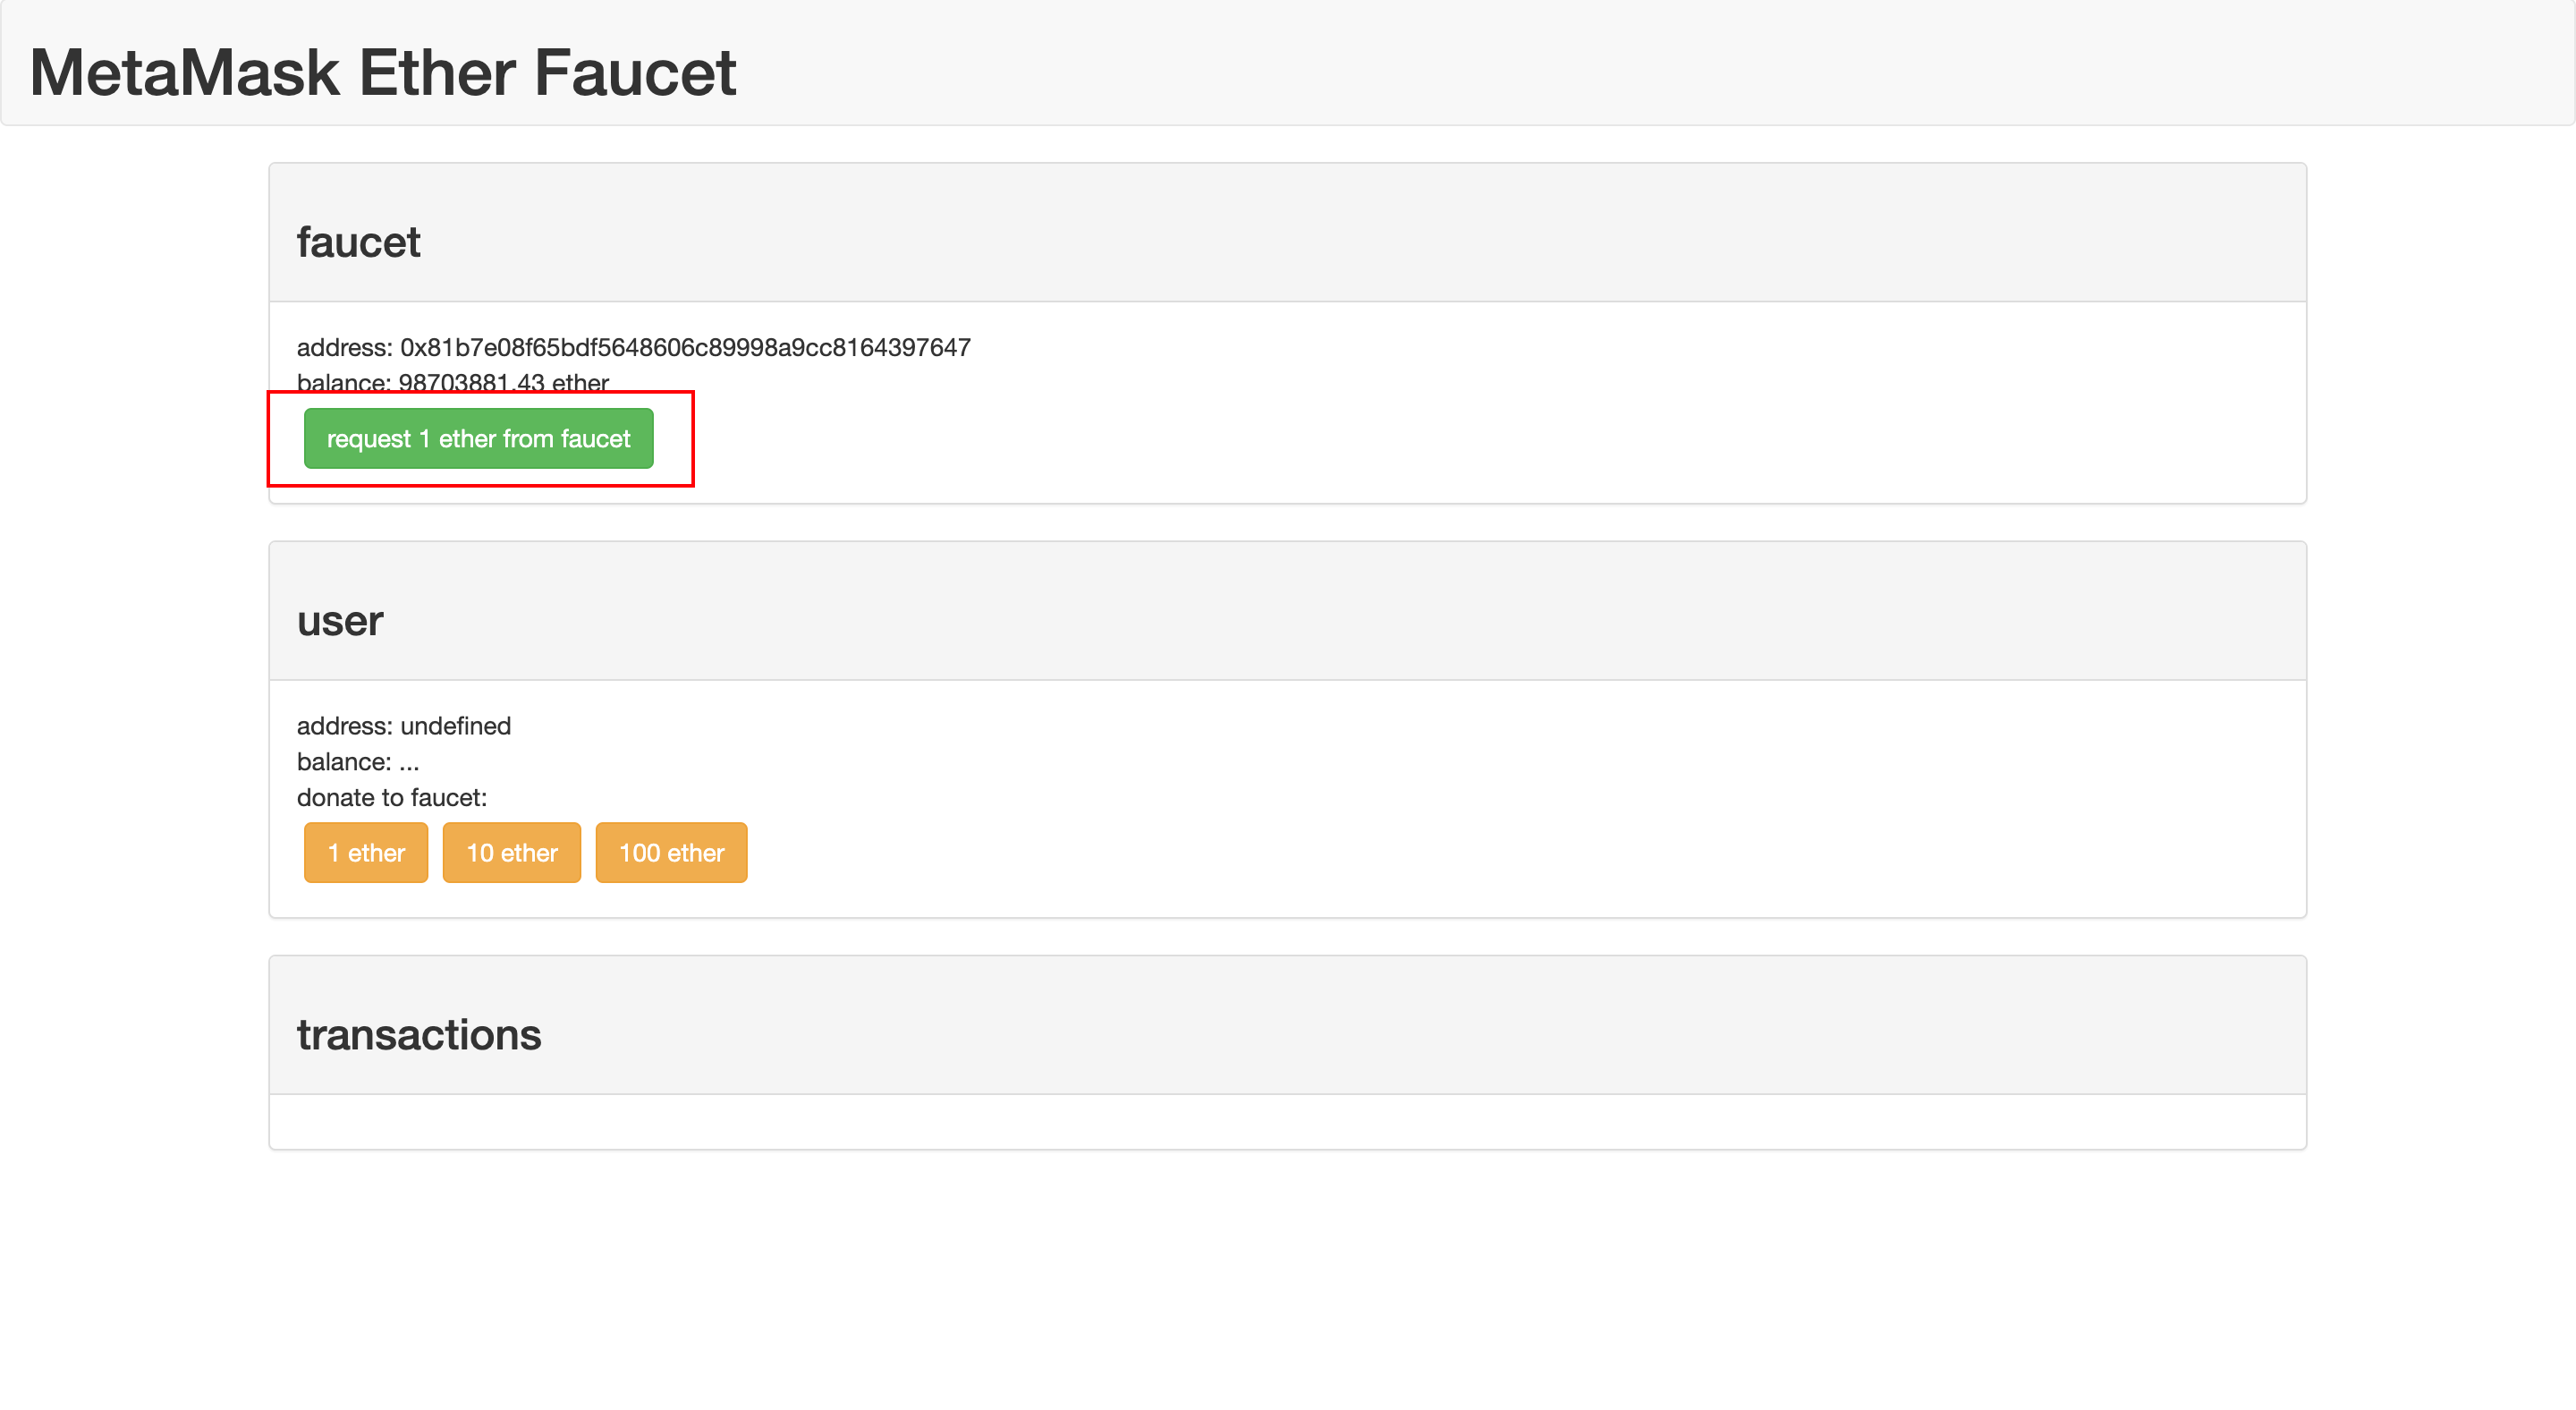 MetaMask Ether Faucet
faucet
address: 0x81b7e08f65bdf5648606c89998a9cc8164397647
balance: 98703881.43 ether
request 1 ether from faucet
user
address: undefined
balance: ...
donate to faucet:
1 ether 10 ether 100 ether
transactions